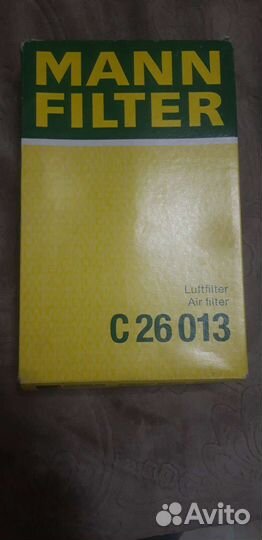 MANN
FILTER
Luftfilter
Air filter
C 26 013
Avito